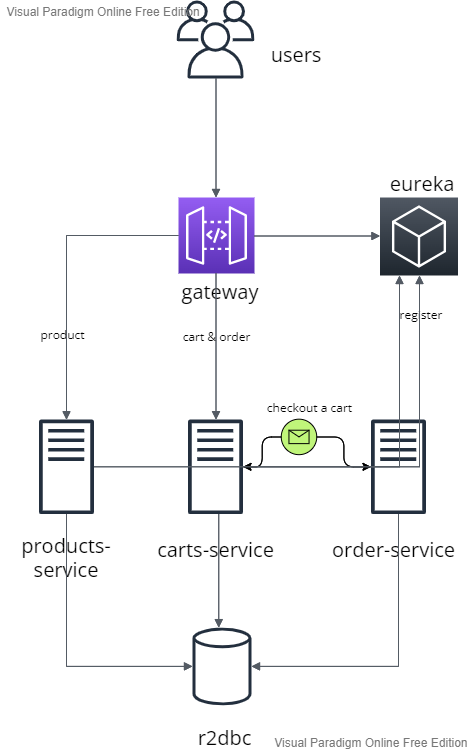 Visual Paradigm Online Free Edition
users
eureka
gateway
register
product
cart & order
checkout a cart
products-
service
carts-service
order-service
r2dbc
Visual Paradigm Online Free Edition